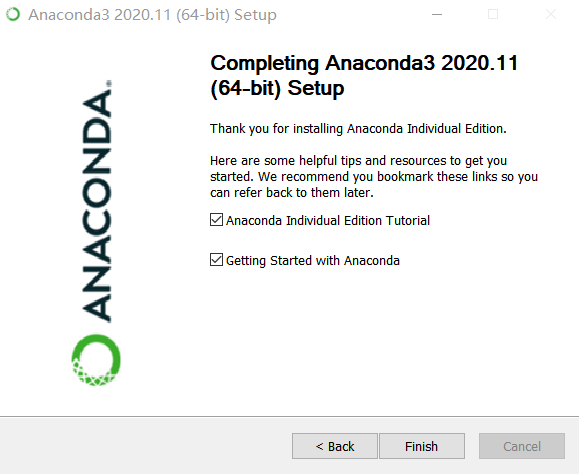 Anaconda3 2020.11 (64-bit) Setup
ANACONDA.
Completing Anaconda3 2020.11
(64-bit) Setup
Thank you for installing Anaconda Individual Edition.
Here are some helpful tips and resources to get you
started. We recommend you bookmark these links so you
can refer back to them later.
Anaconda Individual Edition Tutorial
Getting Started with Anaconda
< Back
Finish
Cancel